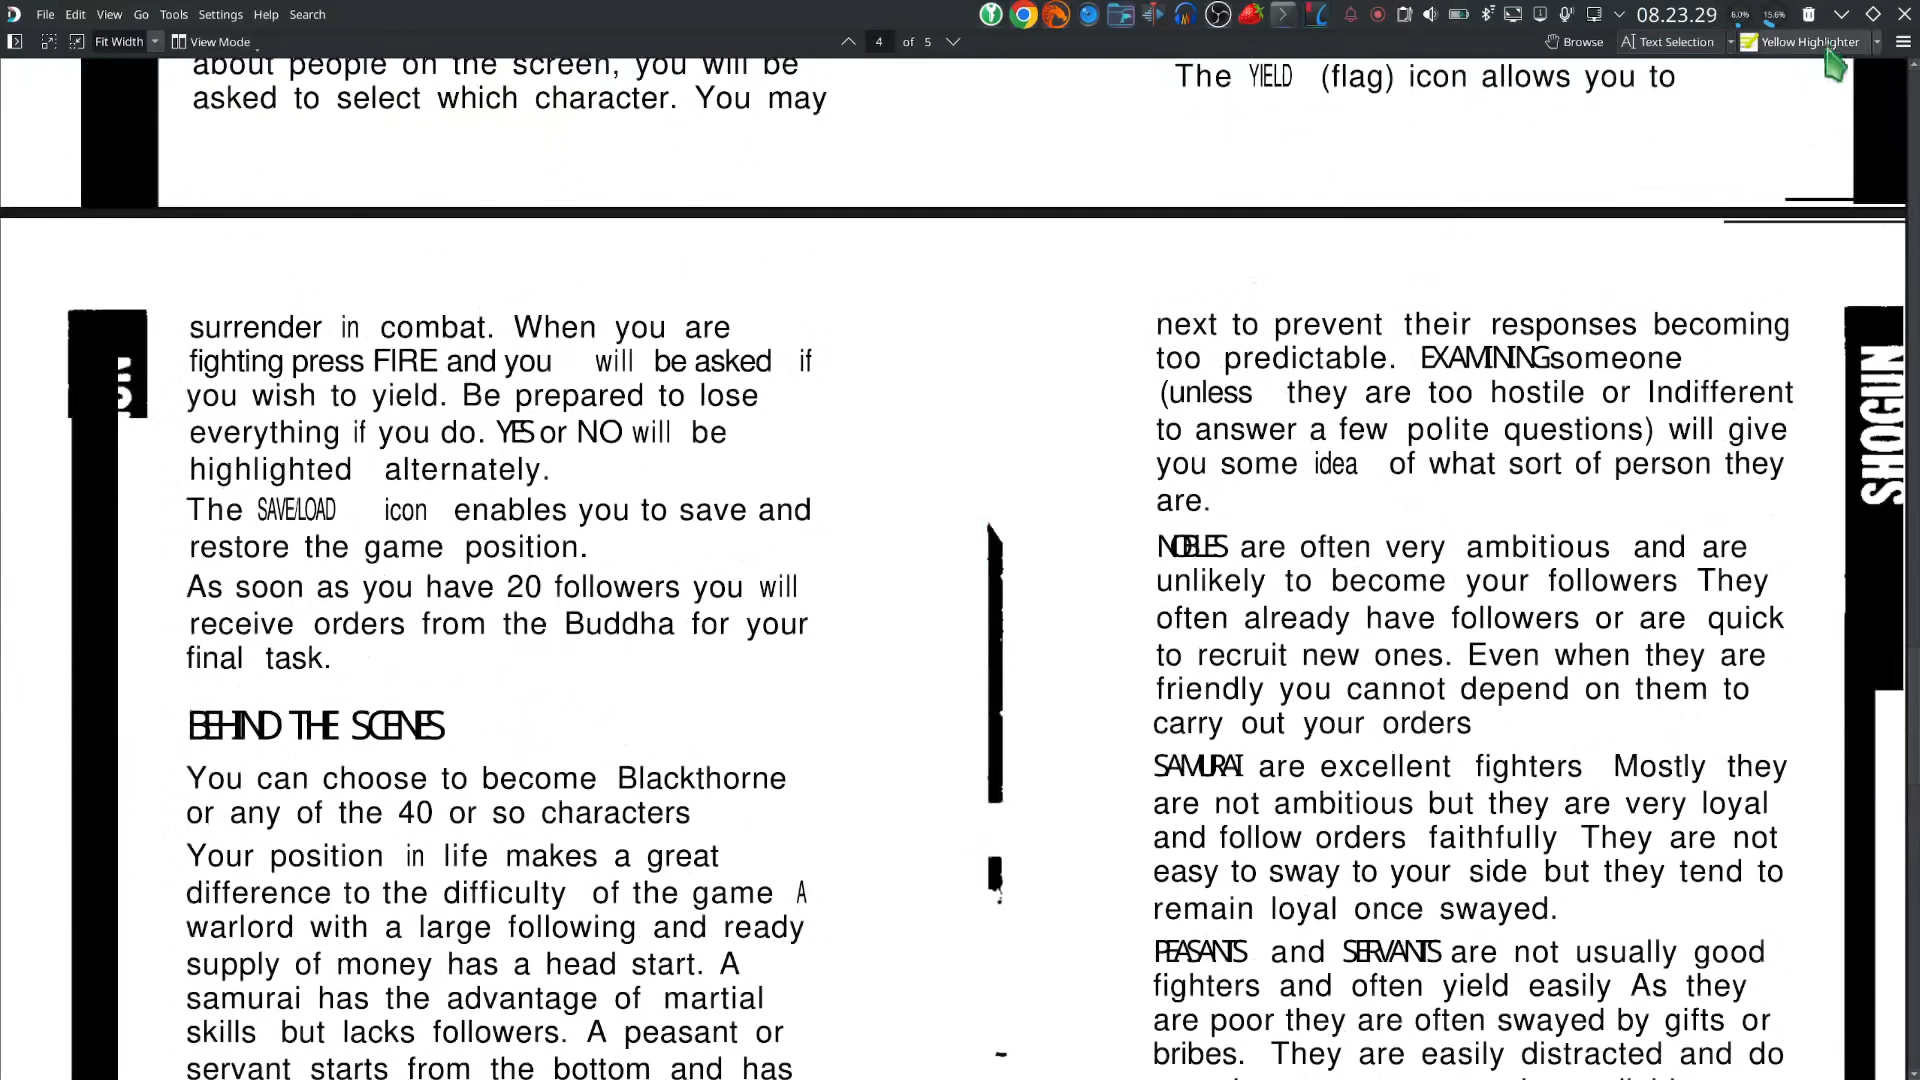 File Edit View Go Tools Settings Help Search
08.23.29 6.0% 15.6%
Fit Width View Mode 4 of 5 Browse Text Selection Yellow Highlighter
about people on the screen, you will be
asked to select which character. You may
The YIELD (flag) icon allows you to
surrender in combat. When you are
fighting press FIRE and you will be asked if
you wish to yield. Be prepared to lose
everything if you do. YES or NO will be
highlighted alternately.
The SAVE/LOAD icon enables you to save and
restore the game position.
As soon as you have 20 followers you will
receive orders from the Buddha for your
final task.
BEHIND THE SCENES
You can choose to become Blackthorne
or any of the 40 or so characters
Your position in life makes a great
difference to the difficulty of the game A
warlord with a large following and ready
supply of money has a head start. A
samurai has the advantage of martial
skills but lacks followers. A peasant or
servant starts from the bottom and has
next to prevent their responses becoming
too predictable. EXAMINING someone
(unless they are too hostile or Indifferent
to answer a few polite questions) will give
you some idea of what sort of person they
are.
NOBLES are often very ambitious and are
unlikely to become your followers They
often already have followers or are quick
to recruit new ones. Even when they are
friendly you cannot depend on them to
carry out your orders
SAMURAI are excellent fighters Mostly they
are not ambitious but they are very loyal
and follow orders faithfully They are not
easy to sway to your side but they tend to
remain loyal once swayed.
PEASANTS and SERVANTS are not usually good
fighters and often yield easily As they
are poor they are often swayed by gifts or
bribes. They are easily distracted and do
SHOGUN